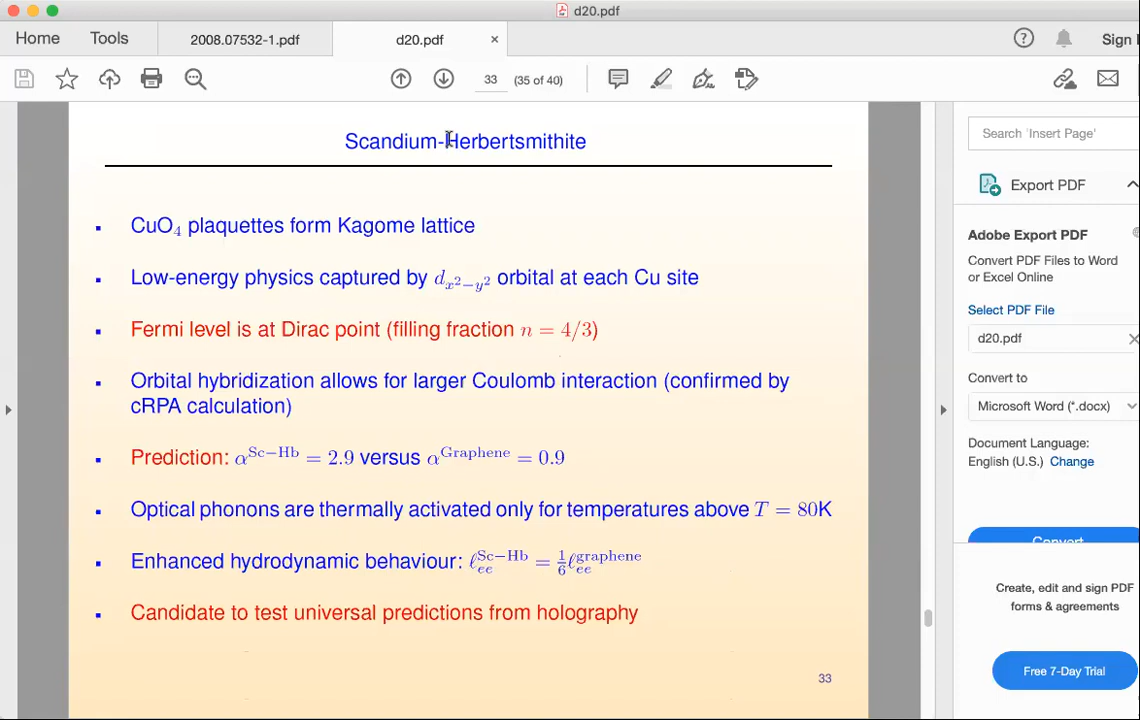 d20.pdf
Home Tools 2008.07532-1.pdf d20.pdf × Sign I
33 (35 of 40)
Scandium-Herbertsmithite
CuO₄ plaquettes form Kagome lattice
Low-energy physics captured by d_{x²−y²} orbital at each Cu site
Fermi level is at Dirac point (filling fraction n = 4/3)
Orbital hybridization allows for larger Coulomb interaction (confirmed by
cRPA calculation)
Prediction: α^{Sc−Hb} = 2.9 versus α^{Graphene} = 0.9
Optical phonons are thermally activated only for temperatures above T = 80K
Enhanced hydrodynamic behaviour: ℓ_{ee}^{Sc−Hb} = 1/6 ℓ_{ee}^{graphene}
Candidate to test universal predictions from holography
33
Search 'Insert Page'
Export PDF
Adobe Export PDF
Convert PDF Files to Word
or Excel Online
Select PDF File
d20.pdf
Convert to
Microsoft Word (*.docx)
Document Language:
English (U.S.) Change
Convert
Create, edit and sign PDF
forms & agreements
Free 7-Day Trial